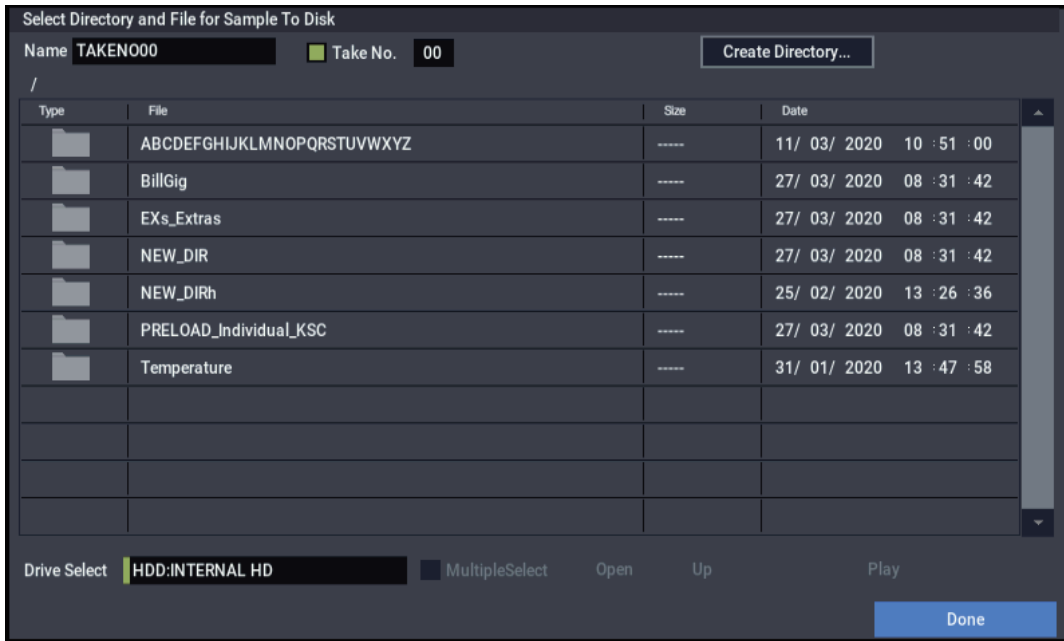 Select Directory and File for Sample To Disk
Name TAKENO00 Take No. 00 Create Directory...
/
Type File Size Date
ABCDEFGHIJKLMNOPQRSTUVWXYZ ----- 11/ 03/ 2020 10 :51 :00
BillGig ----- 27/ 03/ 2020 08 :31 :42
EXs_Extras ----- 27/ 03/ 2020 08 :31 :42
NEW_DIR ----- 27/ 03/ 2020 08 :31 :42
NEW_DIRh ----- 25/ 02/ 2020 13 :26 :36
PRELOAD_Individual_KSC ----- 27/ 03/ 2020 08 :31 :42
Temperature ----- 31/ 01/ 2020 13 :47 :58
Drive Select HDD:INTERNAL HD MultipleSelect Open Up Play
Done